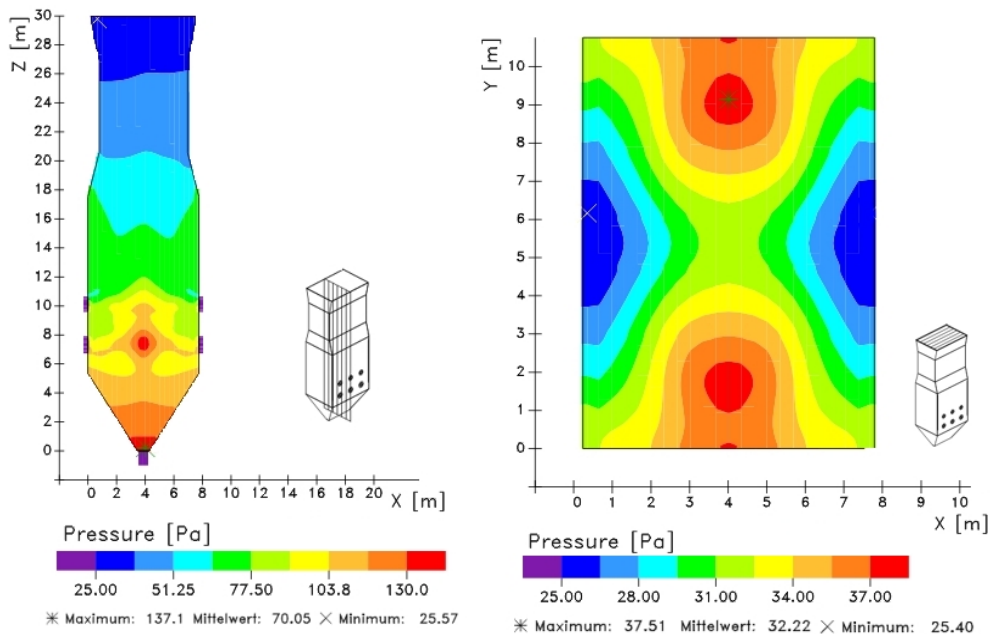 30
28
26
24
22
20
18
16
14
12
10
8
6
4
2
0
Z [m]
0 2 4 6 8 10 12 14 16 18 20
X [m]
Pressure [Pa]
25.00 51.25 77.50 103.8 130.0
Maximum: 137.1 Mittelwert: 70.05 Minimum: 25.57
10
9
8
7
6
5
4
3
2
1
0
Y [m]
0 1 2 3 4 5 6 7 8 9 10
X [m]
Pressure [Pa]
25.00 28.00 31.00 34.00 37.00
Maximum: 37.51 Mittelwert: 32.22 Minimum: 25.40